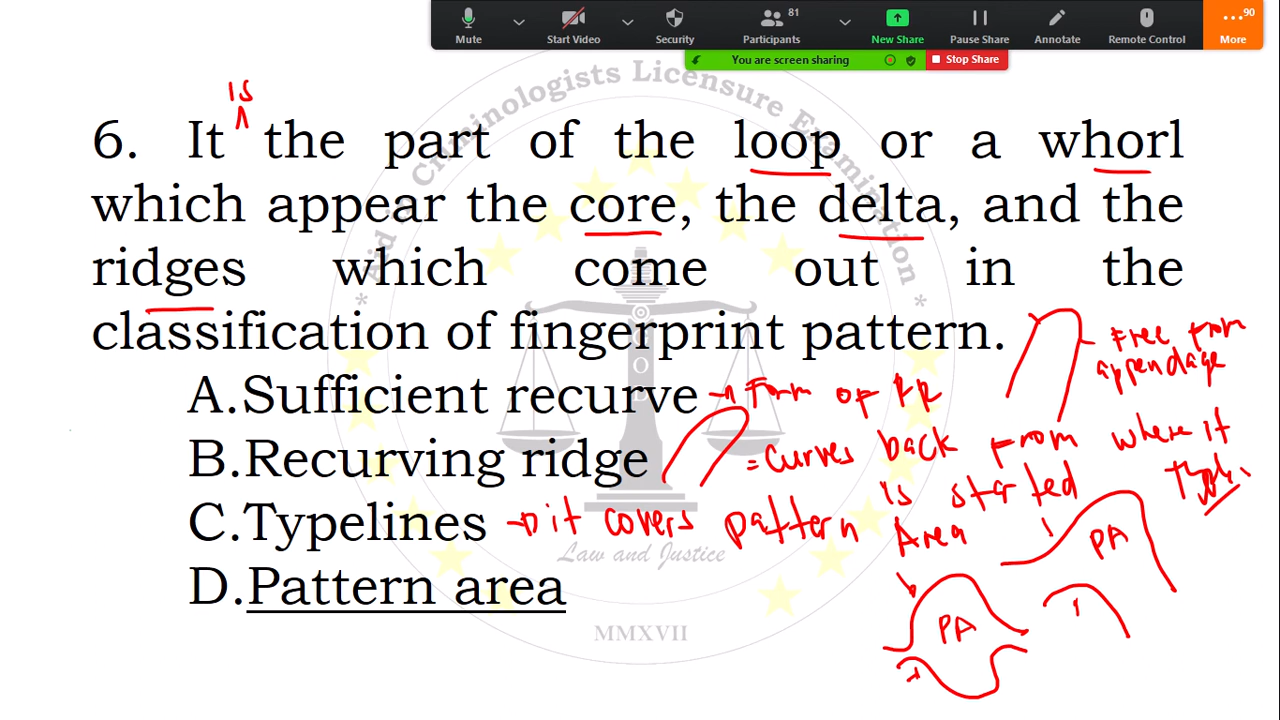 81
90
Mute
Start Video
Security
Participants
New Share
Pause Share
Annotate
Remote Control
More
You are screen sharing
Stop Share
Aid in Criminologists Licensure Examination
is
6. It the part of the loop or a whorl
which appear the core, the delta, and the
ridges which come out in the
classification of fingerprint pattern.
Free from
appendage
A.Sufficient recurve
Form of RR
B.Recurving ridge
= curves back from where it
is started
C.Typelines
it covers pattern Area
PA
D.Pattern area
PA
Law and Justice
MMXVII